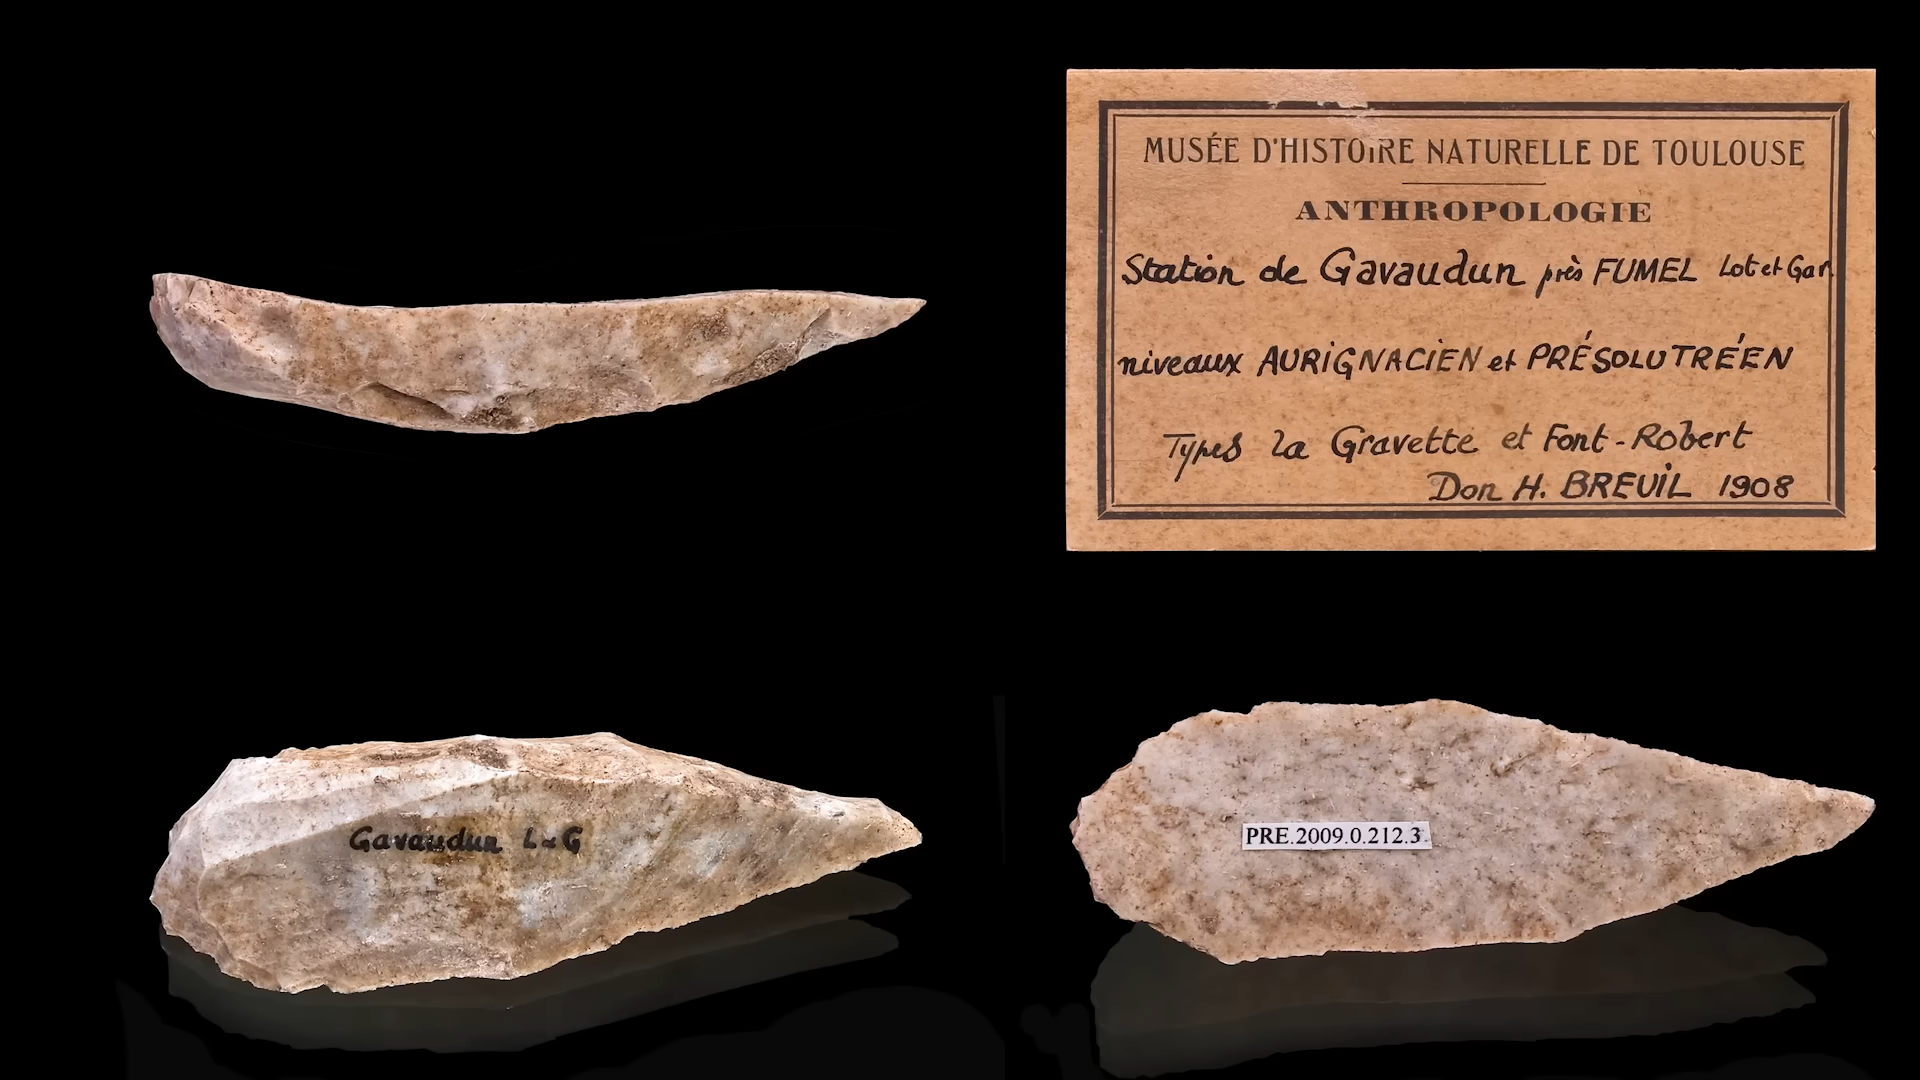 MUSÉE D'HISTOIRE NATURELLE DE TOULOUSE
ANTHROPOLOGIE
Station de Gavaudun près FUMEL Lot et Gar.
niveaux AURIGNACIEN et PRÉSOLUTRÉEN
Types la Gravette et Font-Robert
Don H. BREUIL 1908
Gavaudun L&G
PRE.2009.0.212.3